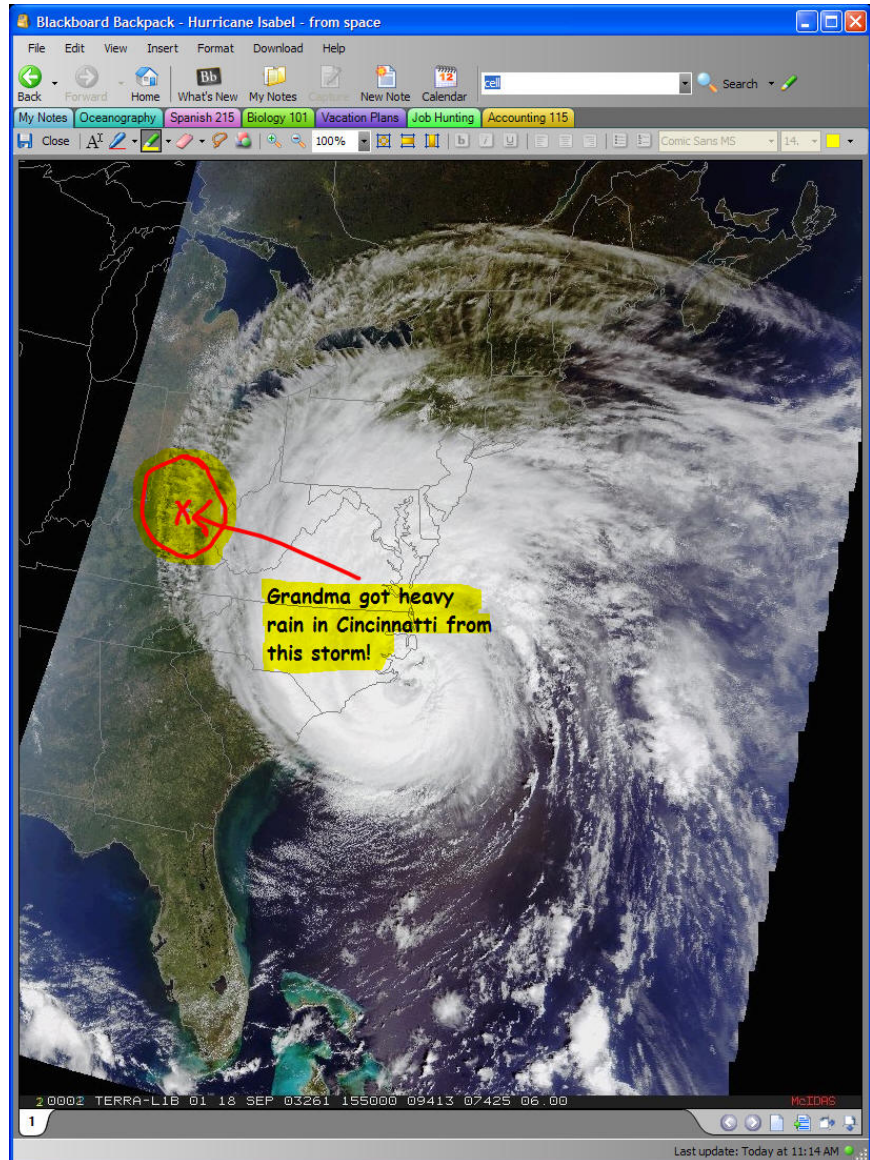 Blackboard Backpack - Hurricane Isabel - from space
File Edit View Insert Format Download Help
Back Forward Home Bb What's New My Notes Capture New Note 12 Calendar cell Search
My Notes Oceanography Spanish 215 Biology 101 Vacation Plans Job Hunting Accounting 115
Close A 100% b i u Comic Sans MS 14.
X
Grandma got heavy
rain in Cincinnatti from
this storm!
2 0002 TERRA-L1B 01 18 SEP 03261 155000 09413 07425 06.00 McIDAS
1
Last update: Today at 11:14 AM